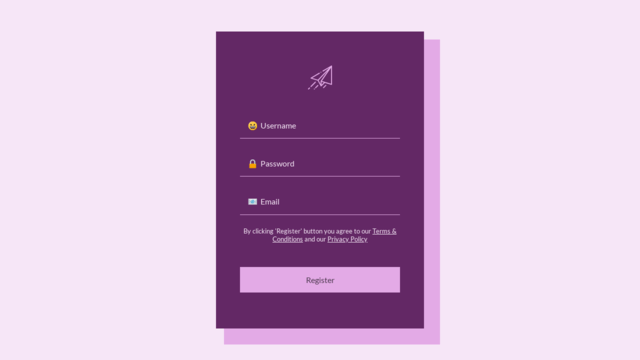 😀 Username
🔒 Password
📧 Email
By clicking 'Register' button you agree to our Terms &
Conditions and our Privacy Policy
Register